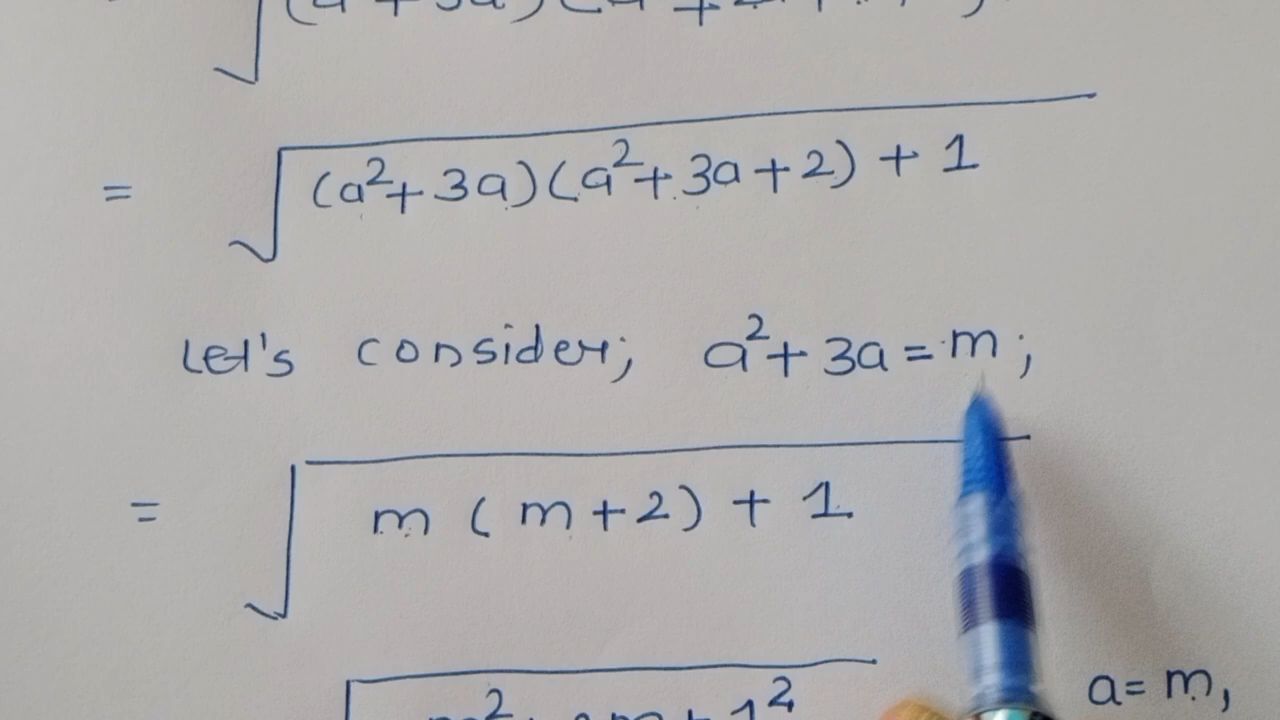 = √(a²+3a)(a²+3a+2) + 1
Let's consider; a²+3a = m;
= √m(m+2) + 1
a = m,